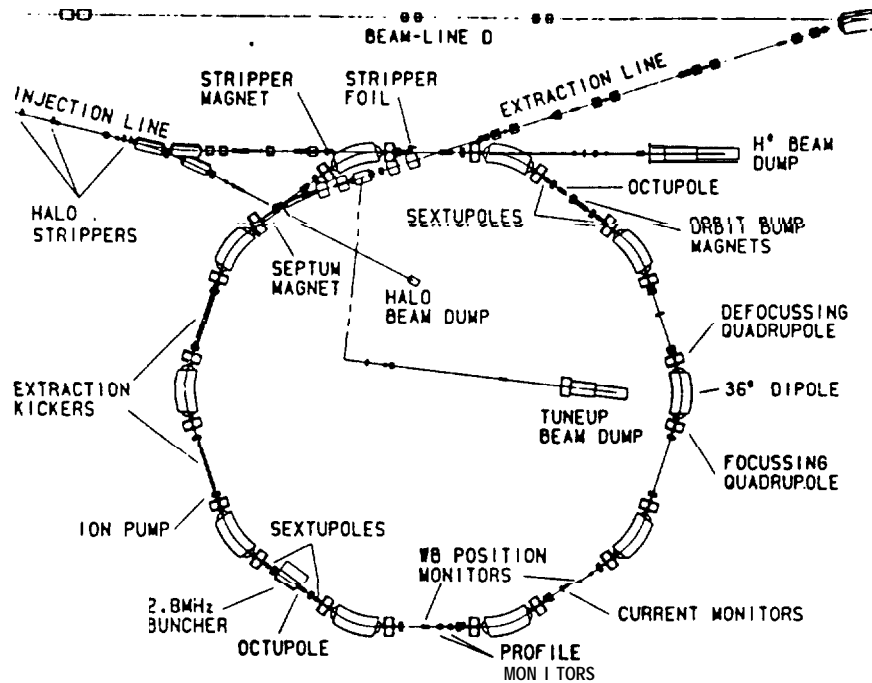 BEAM-LINE D
STRIPPER
MAGNET
STRIPPER
FOIL
EXTRACTION LINE
INJECTION LINE
H° BEAM
DUMP
OCTUPOLE
HALO
STRIPPERS
SEXTUPOLES
ORBIT BUMP
MAGNETS
SEPTUM
MAGNET
HALO
BEAM DUMP
DEFOCUSSING
QUADRUPOLE
EXTRACTION
KICKERS
36° DIPOLE
TUNEUP
BEAM DUMP
FOCUSSING
QUADRUPOLE
ION PUMP
SEXTUPOLES
WB POSITION
MONITORS
2.8MHz
BUNCHER
OCTUPOLE
CURRENT MONITORS
PROFILE
MONITORS